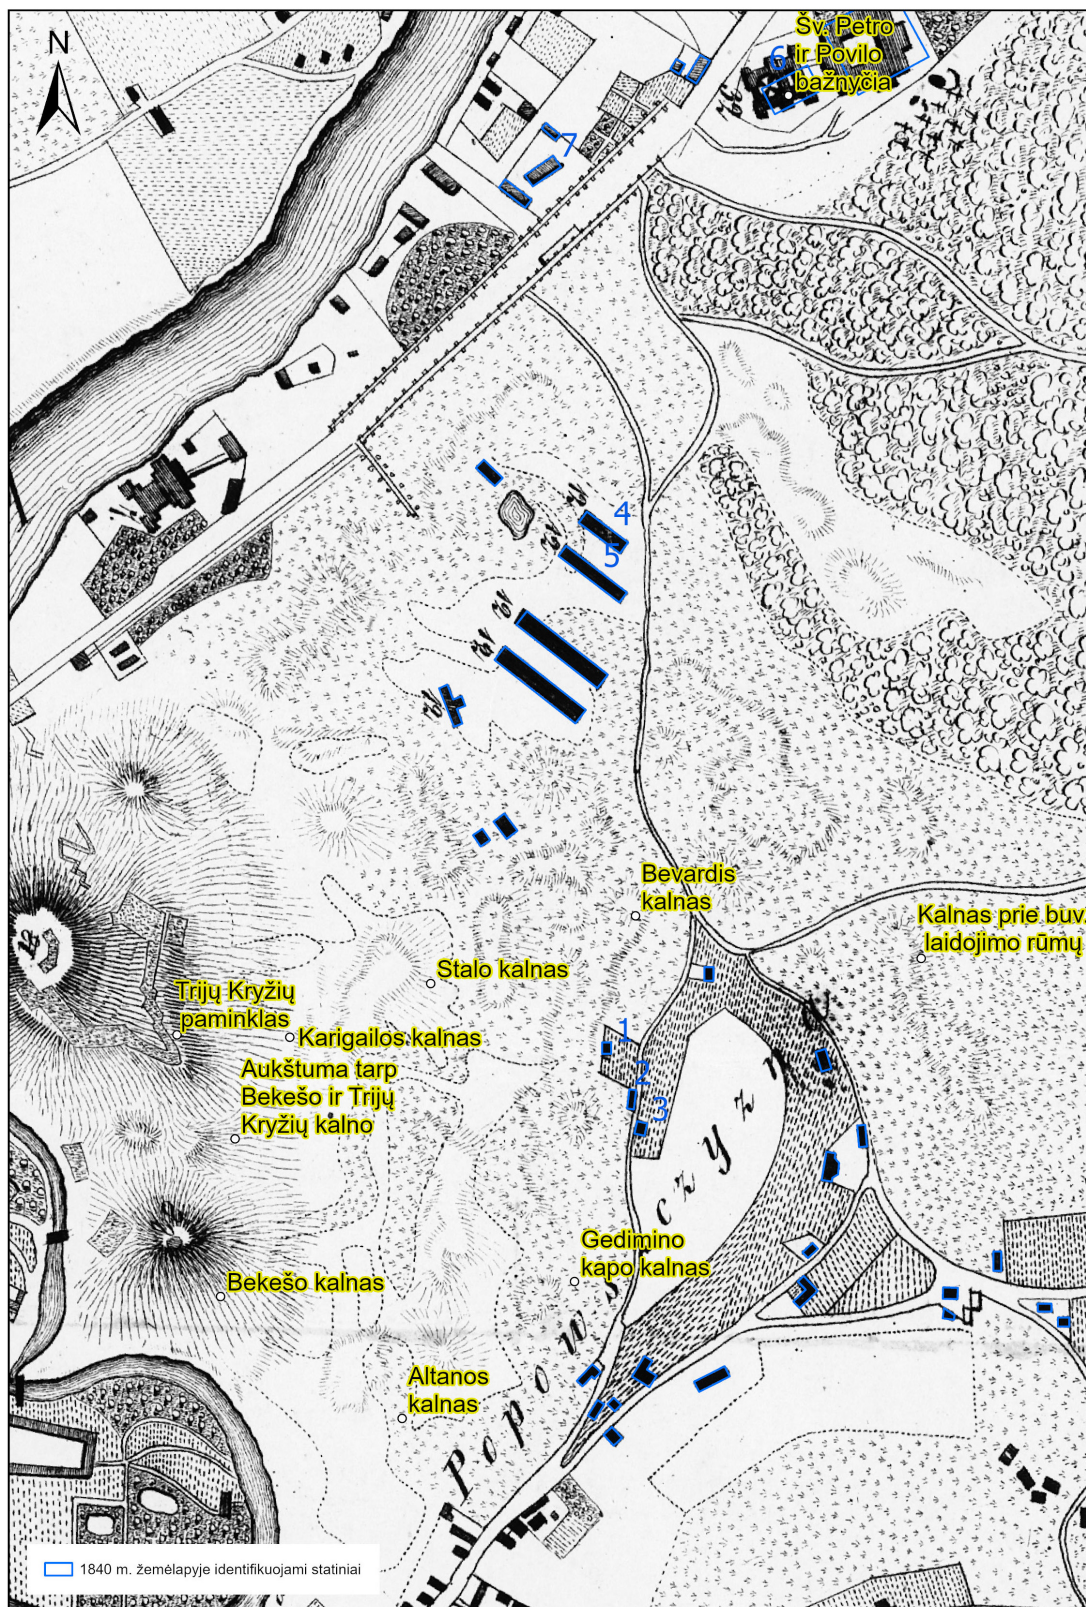 N
Šv. Petro
ir Povilo
bažnyčia
6
7
4
5
Bevardis
kalnas
Kalnas prie buv.
laidojimo rūmų
Stalo kalnas
Trijų Kryžių
paminklas
Karigailos kalnas
Aukštuma tarp
Bekešo ir Trijų
Kryžių kalno
1
2
3
Gedimino
kapo kalnas
Bekešo kalnas
Altanos
kalnas
Popows czyzna
1840 m. žemėlapyje identifikuojami statiniai